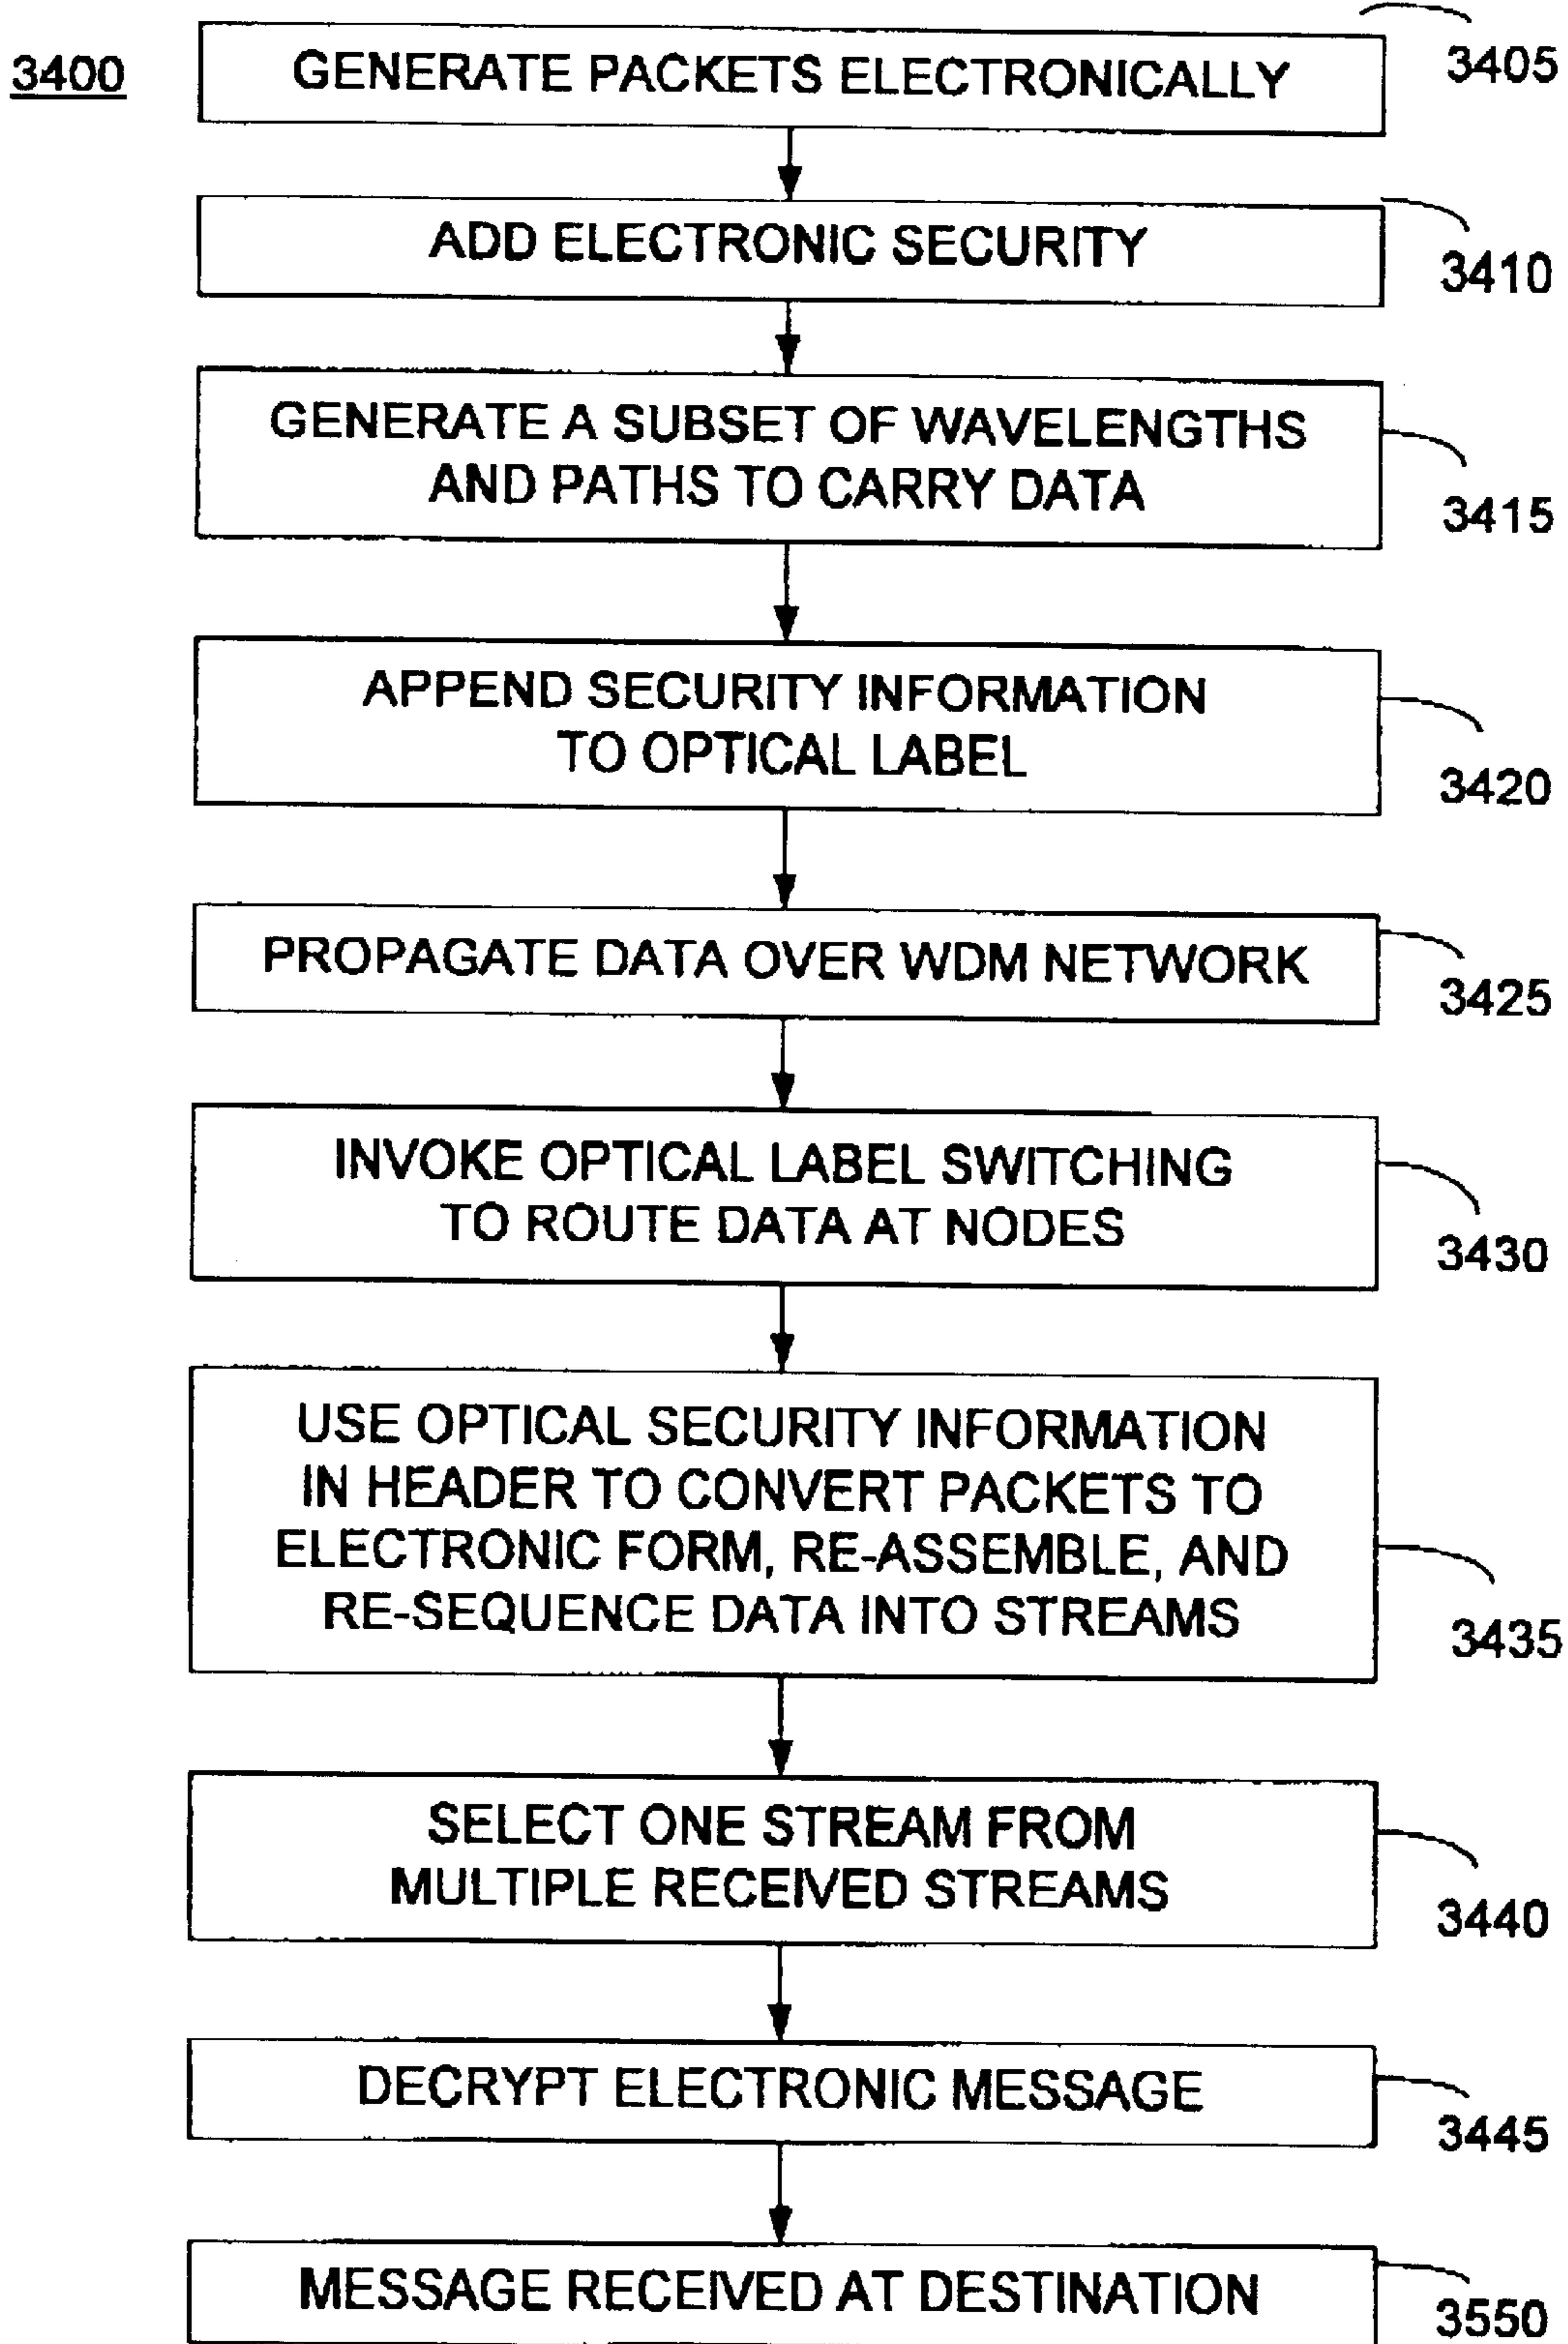 3400
GENERATE PACKETS ELECTRONICALLY
3405
ADD ELECTRONIC SECURITY
3410
GENERATE A SUBSET OF WAVELENGTHS
AND PATHS TO CARRY DATA
3415
APPEND SECURITY INFORMATION
TO OPTICAL LABEL
3420
PROPAGATE DATA OVER WDM NETWORK
3425
INVOKE OPTICAL LABEL SWITCHING
TO ROUTE DATA AT NODES
3430
USE OPTICAL SECURITY INFORMATION
IN HEADER TO CONVERT PACKETS TO
ELECTRONIC FORM, RE-ASSEMBLE, AND
RE-SEQUENCE DATA INTO STREAMS
3435
SELECT ONE STREAM FROM
MULTIPLE RECEIVED STREAMS
3440
DECRYPT ELECTRONIC MESSAGE
3445
MESSAGE RECEIVED AT DESTINATION
3550